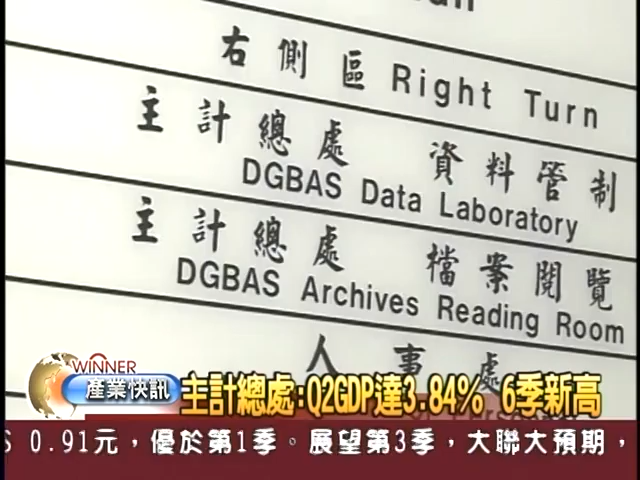 右側區 Right Turn
主計總處 資料管制
DGBAS Data Laboratory
主計總處 檔案閱覽
DGBAS Archives Reading Room
人事處
WINNER
產業快訊
主計總處:Q2GDP達3.84% 6季新高
S 0.91元，優於第1季。展望第3季，大聯大預期，